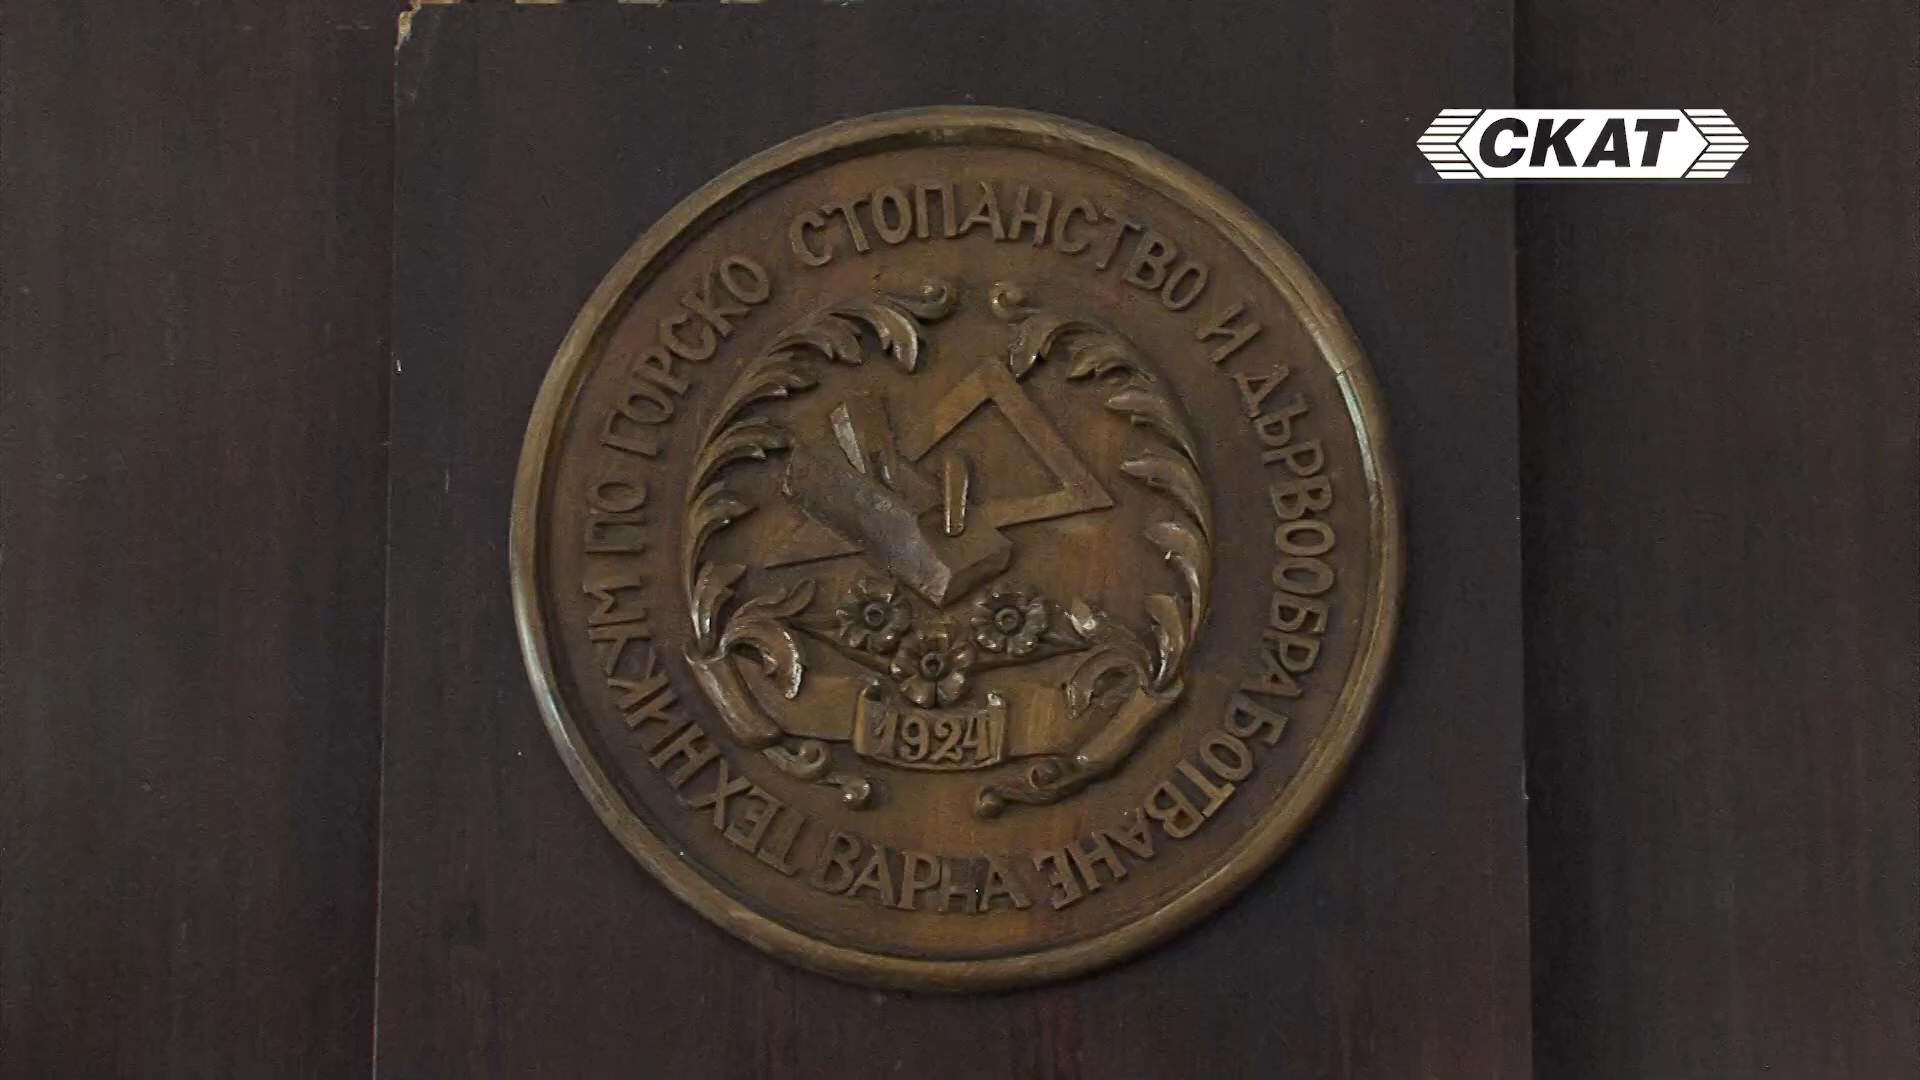 ТЕХНИКУМ ПО ГОРСКО СТОПАНСТВО И ДЪРВООБРАБОТВАНЕ
ВАРНА
1924
СКАТ